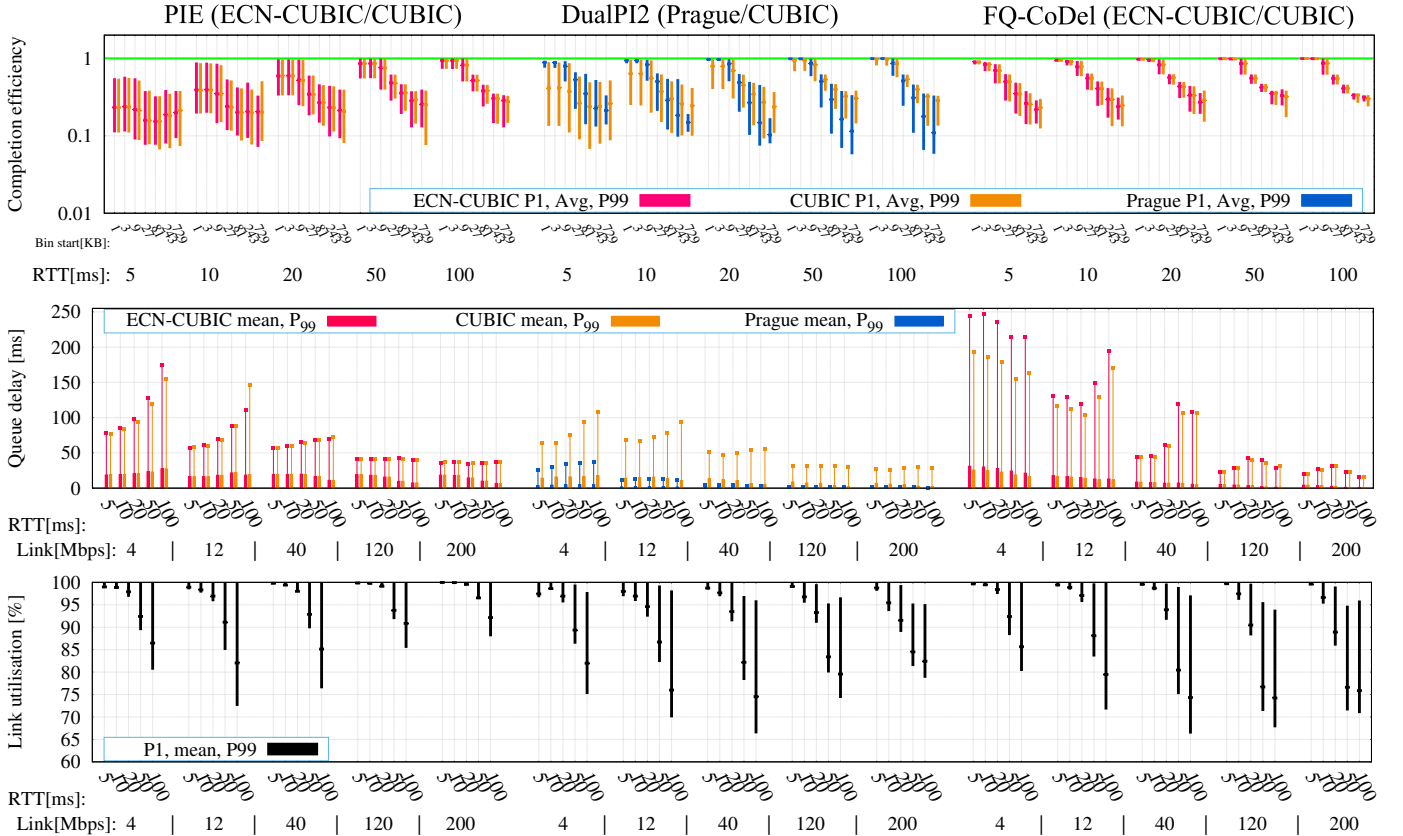 PIE (ECN-CUBIC/CUBIC) DualPI2 (Prague/CUBIC) FQ-CoDel (ECN-CUBIC/CUBIC)
Completion efficiency
1
0.1
0.01
ECN-CUBIC P1, Avg, P99 CUBIC P1, Avg, P99 Prague P1, Avg, P99
Bin start[KB]:
RTT[ms]: 5 10 20 50 100 5 10 20 50 100 5 10 20 50 100
Queue delay [ms]
250
200
150
100
50
0
ECN-CUBIC mean, P99 CUBIC mean, P99 Prague mean, P99
RTT[ms]:
Link[Mbps]: 4 | 12 | 40 | 120 | 200 4 | 12 | 40 | 120 | 200 4 | 12 | 40 | 120 | 200
Link utilisation [%]
100
95
90
85
80
75
70
65
60
P1, mean, P99
RTT[ms]:
Link[Mbps]: 4 | 12 | 40 | 120 | 200 4 | 12 | 40 | 120 | 200 4 | 12 | 40 | 120 | 200